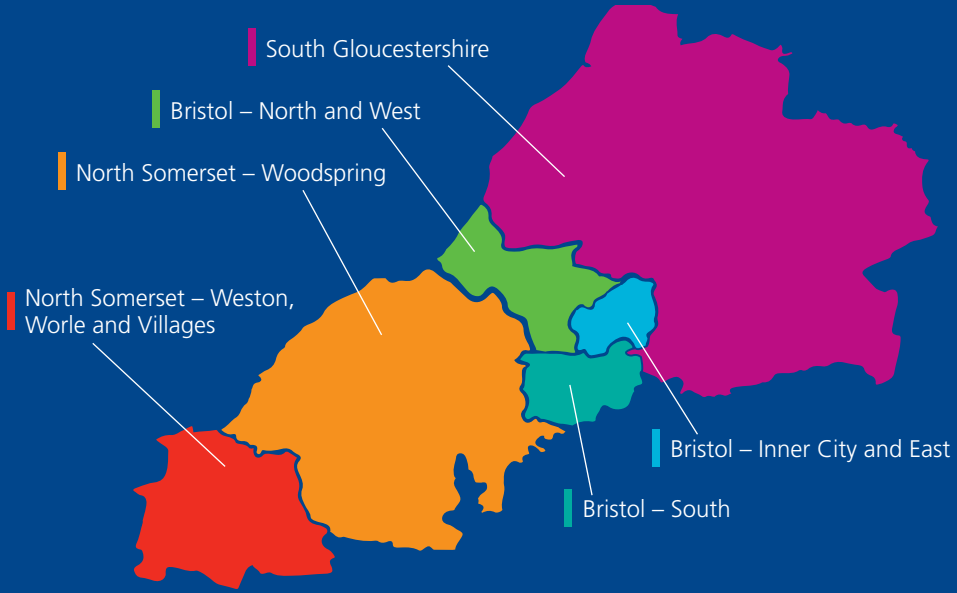 South Gloucestershire
Bristol – North and West
North Somerset – Woodspring
North Somerset – Weston,
Worle and Villages
Bristol – Inner City and East
Bristol – South